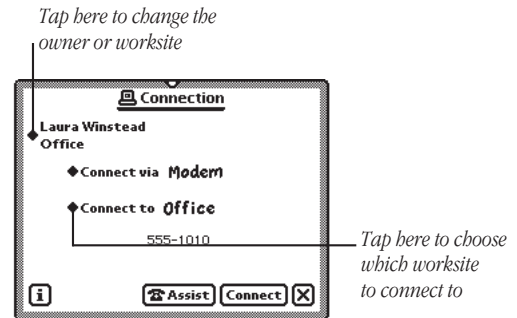 Tap here to change the
owner or worksite
Connection
Laura Winstead
Office
Connect via Modem
Connect to Office
555-1010
Tap here to choose
which worksite
to connect to
i Assist Connect X